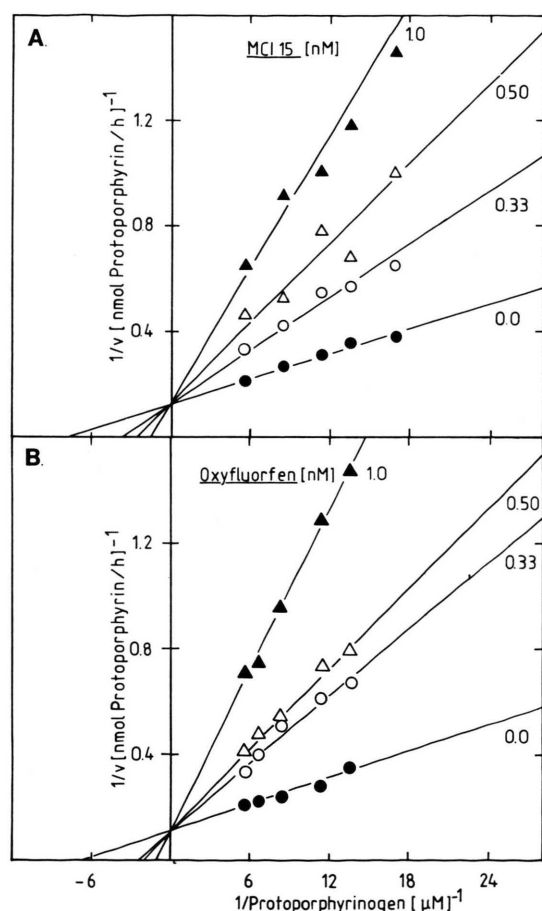 A.
MCI 15 [nM]
1.0
0.50
0.33
0.0
1/v [nmol Protoporphyrin/h]⁻¹
1.2
0.8
0.4
B.
Oxyfluorfen [nM]
1.0
0.50
0.33
0.0
1/v [nmol Protoporphyrin/h]⁻¹
1.2
0.8
0.4
-6 6 12 18 24
1/Protoporphyrinogen [μM]⁻¹